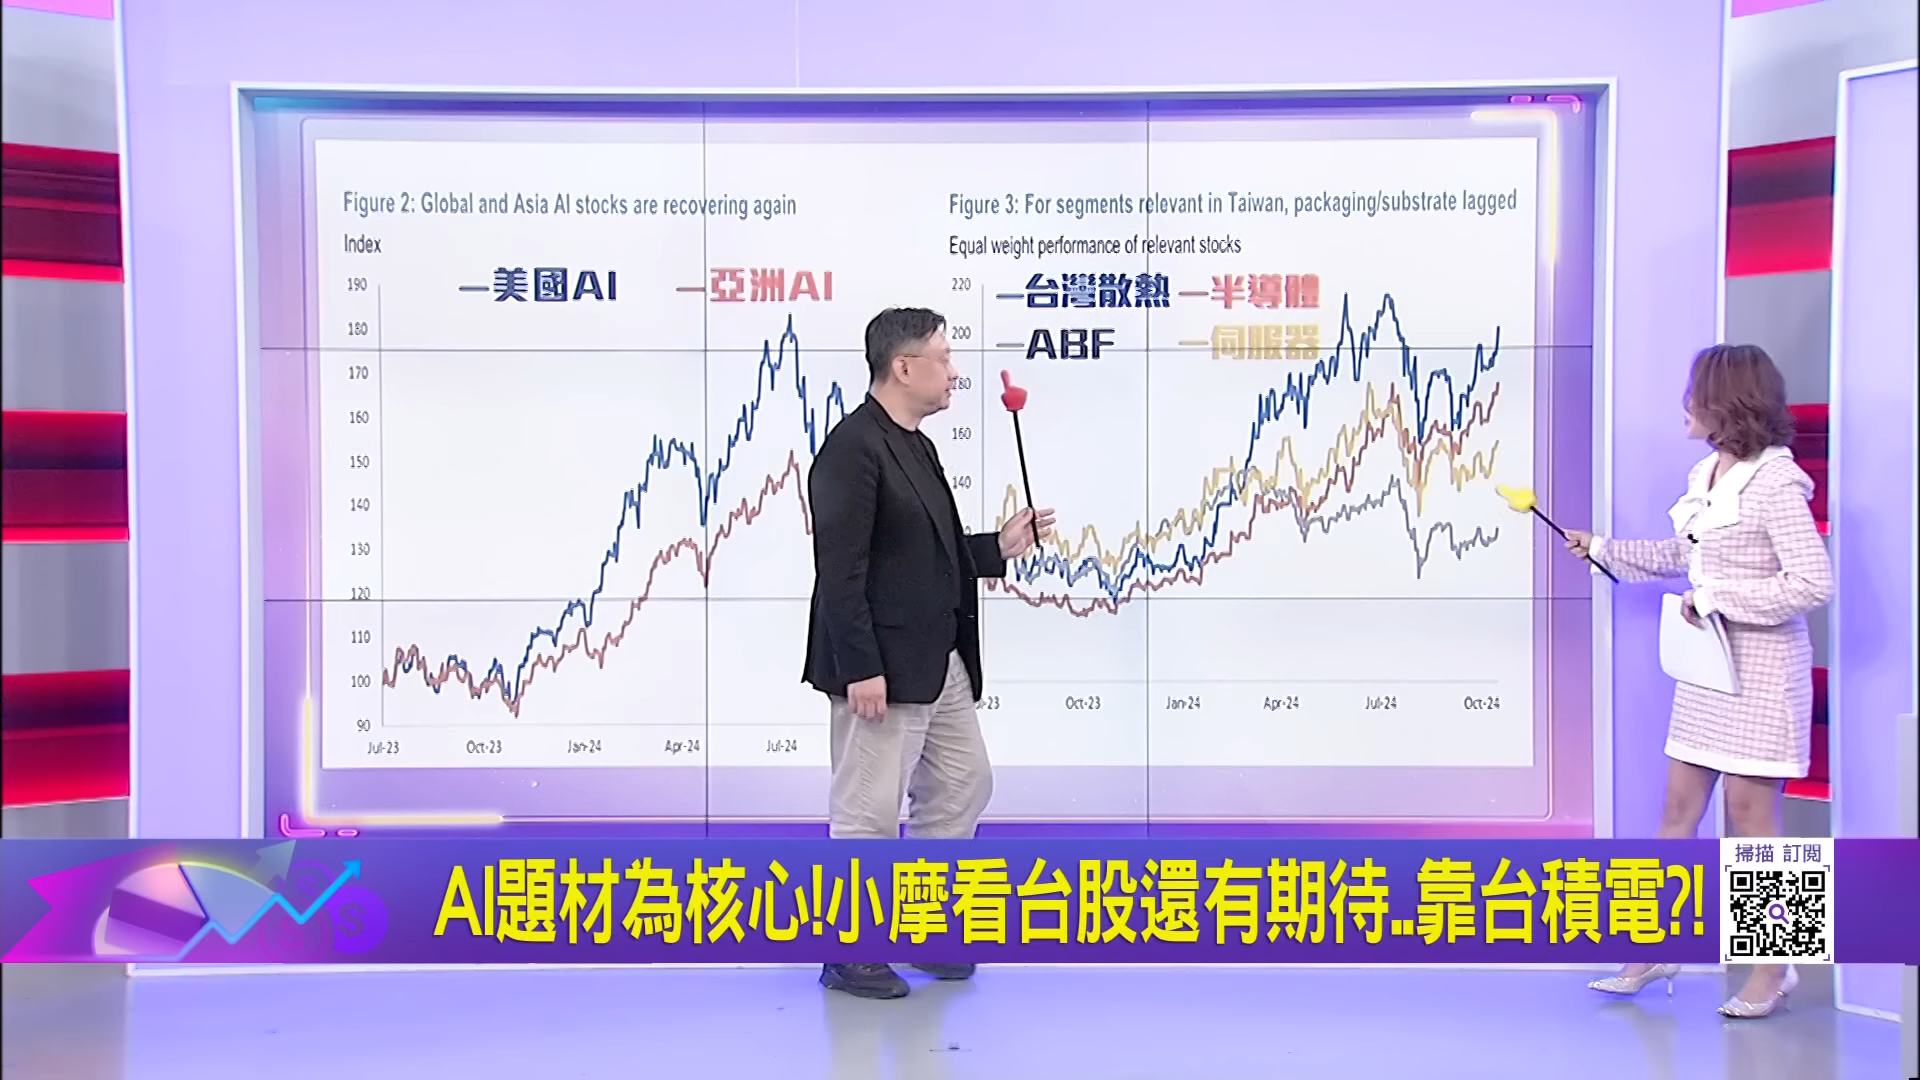 Figure 2: Global and Asia AI stocks are recovering again
Index
美國AI
亞洲AI
190
180
170
160
150
140
130
120
110
100
90
Jul-23
Oct-23
Jan-24
Apr-24
Jul-24
Figure 3: For segments relevant in Taiwan, packaging/substrate lagged
Equal weight performance of relevant stocks
台灣散熱
半導體
ABF
伺服器
220
200
180
160
140
Oct-23
Jan-24
Apr-24
Jul-24
Oct-24
AI題材為核心!小摩看台股還有期待..靠台積電?!
掃描 訂閱